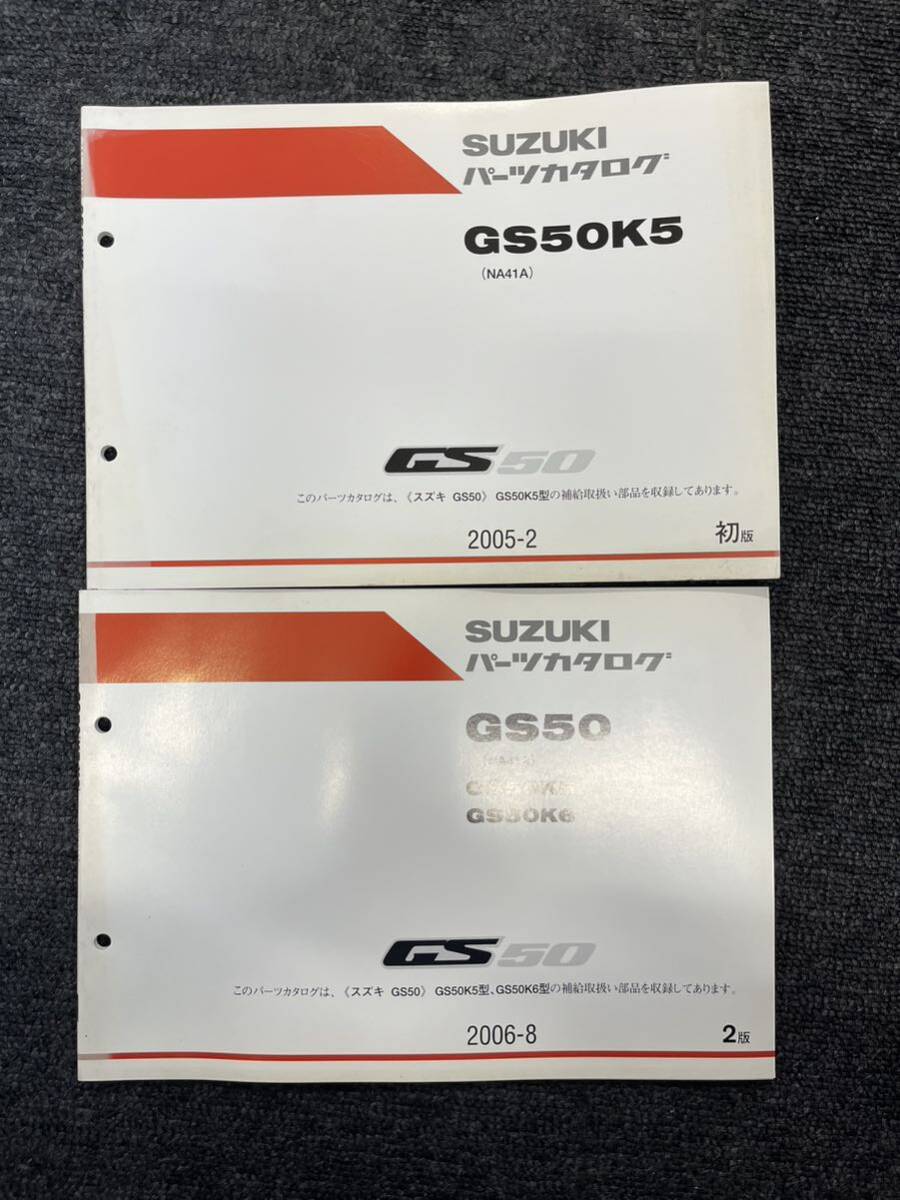 SUZUKI
パーツカタログ
GS50K5
(NA41A)
GS50
このパーツカタログは、《スズキ GS50》 GS50K5型の補給取扱い部品を収録してあります。
2005-2
初版
SUZUKI
パーツカタログ
GS50
(NA41A)
GS50K5
GS50K6
GS50
このパーツカタログは、《スズキ GS50》 GS50K5型、GS50K6型の補給取扱い部品を収録してあります。
2006-8
2版